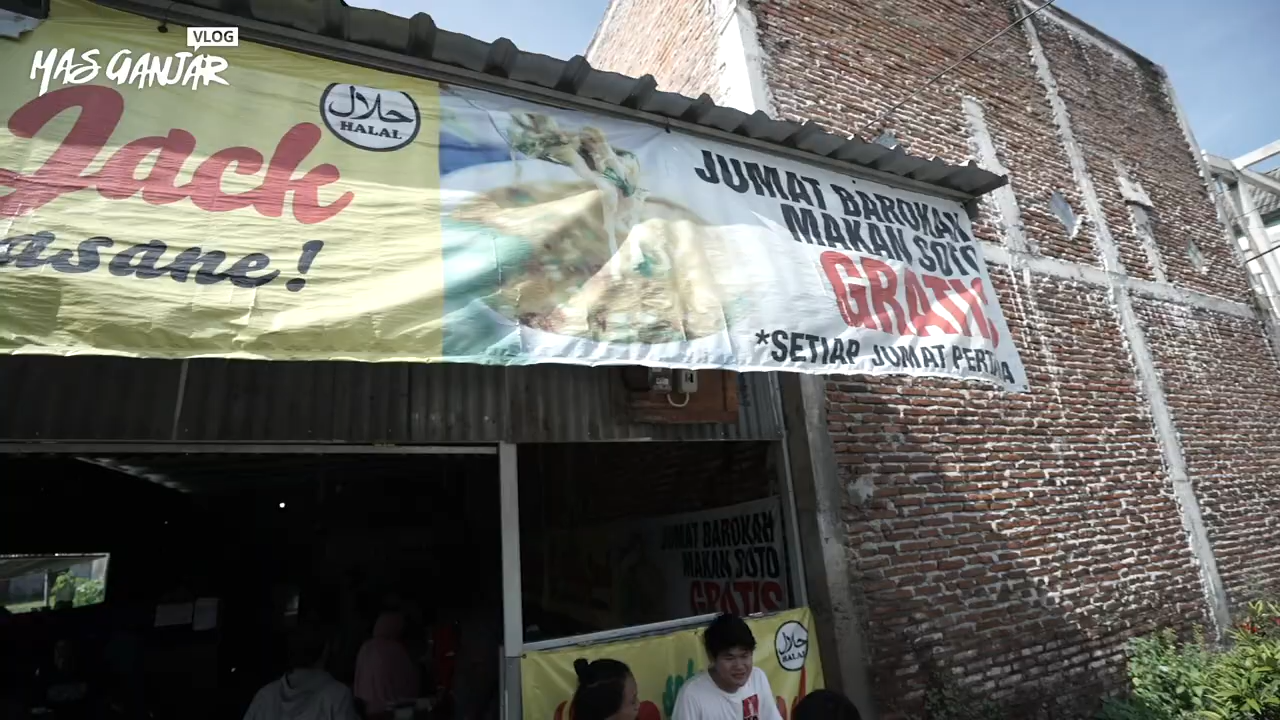 VLOG
MAS GANJAR
Jack
asane!
حلال
HALAL
JUMAT BAROKAH
MAKAN SOTO
GRATIS
*SETIAP JUMAT PERTAMA
JUMAT BAROKAH
MAKAN SOTO
GRATIS
حلال
HALAL